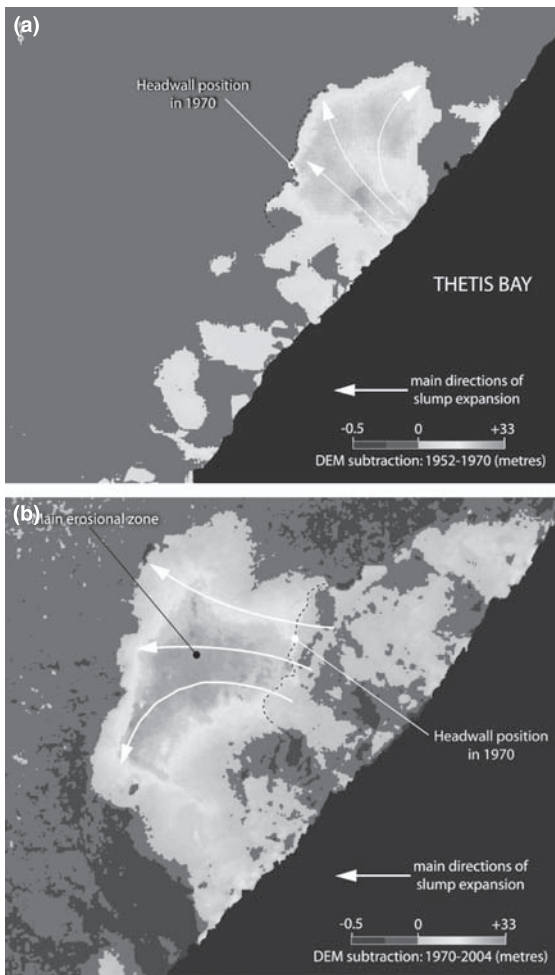 (a)
Headwall position
in 1970
THETIS BAY
main directions of
slump expansion
-0.5 0 +33
DEM subtraction: 1952-1970 (metres)
(b)
Main erosional zone
Headwall position
in 1970
main directions of
slump expansion
-0.5 0 +33
DEM subtraction: 1970-2004 (metres)